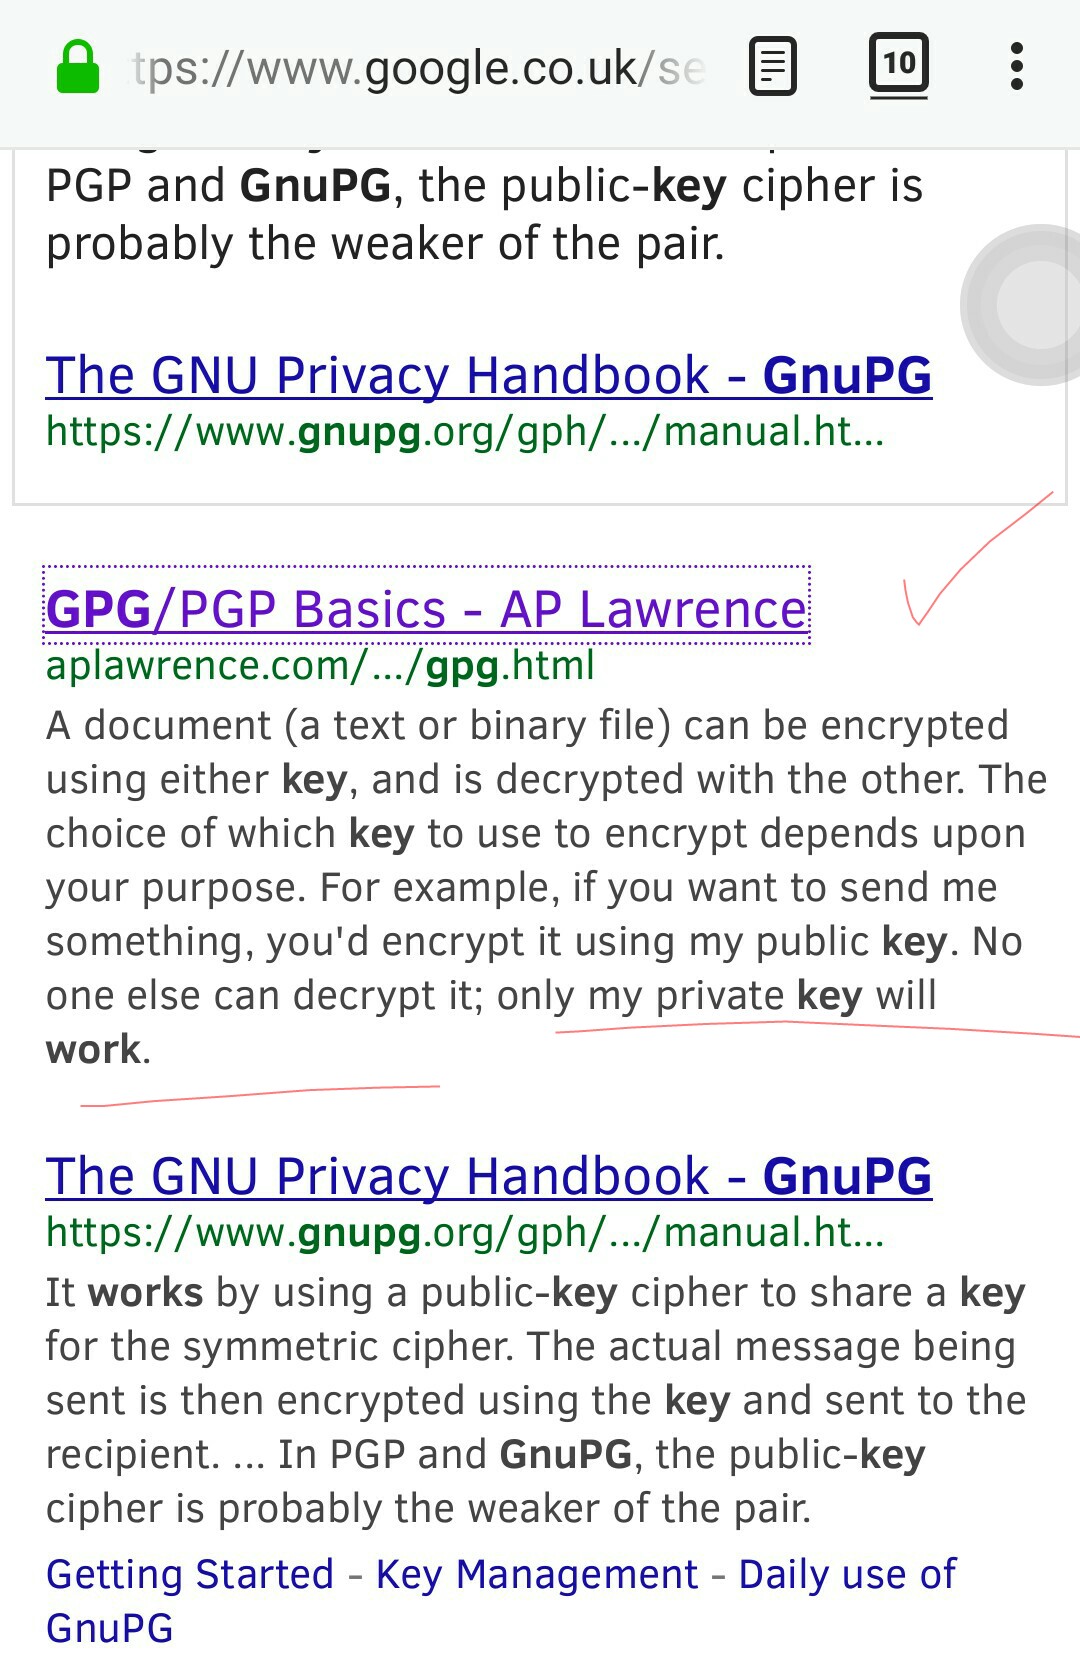 tps://www.google.co.uk/se
10
PGP and GnuPG, the public-key cipher is
probably the weaker of the pair.
The GNU Privacy Handbook - GnuPG
https://www.gnupg.org/gph/.../manual.ht...
GPG/PGP Basics - AP Lawrence
aplawrence.com/.../gpg.html
A document (a text or binary file) can be encrypted
using either key, and is decrypted with the other. The
choice of which key to use to encrypt depends upon
your purpose. For example, if you want to send me
something, you'd encrypt it using my public key. No
one else can decrypt it; only my private key will
work.
The GNU Privacy Handbook - GnuPG
https://www.gnupg.org/gph/.../manual.ht...
It works by using a public-key cipher to share a key
for the symmetric cipher. The actual message being
sent is then encrypted using the key and sent to the
recipient. ... In PGP and GnuPG, the public-key
cipher is probably the weaker of the pair.
Getting Started - Key Management - Daily use of
GnuPG